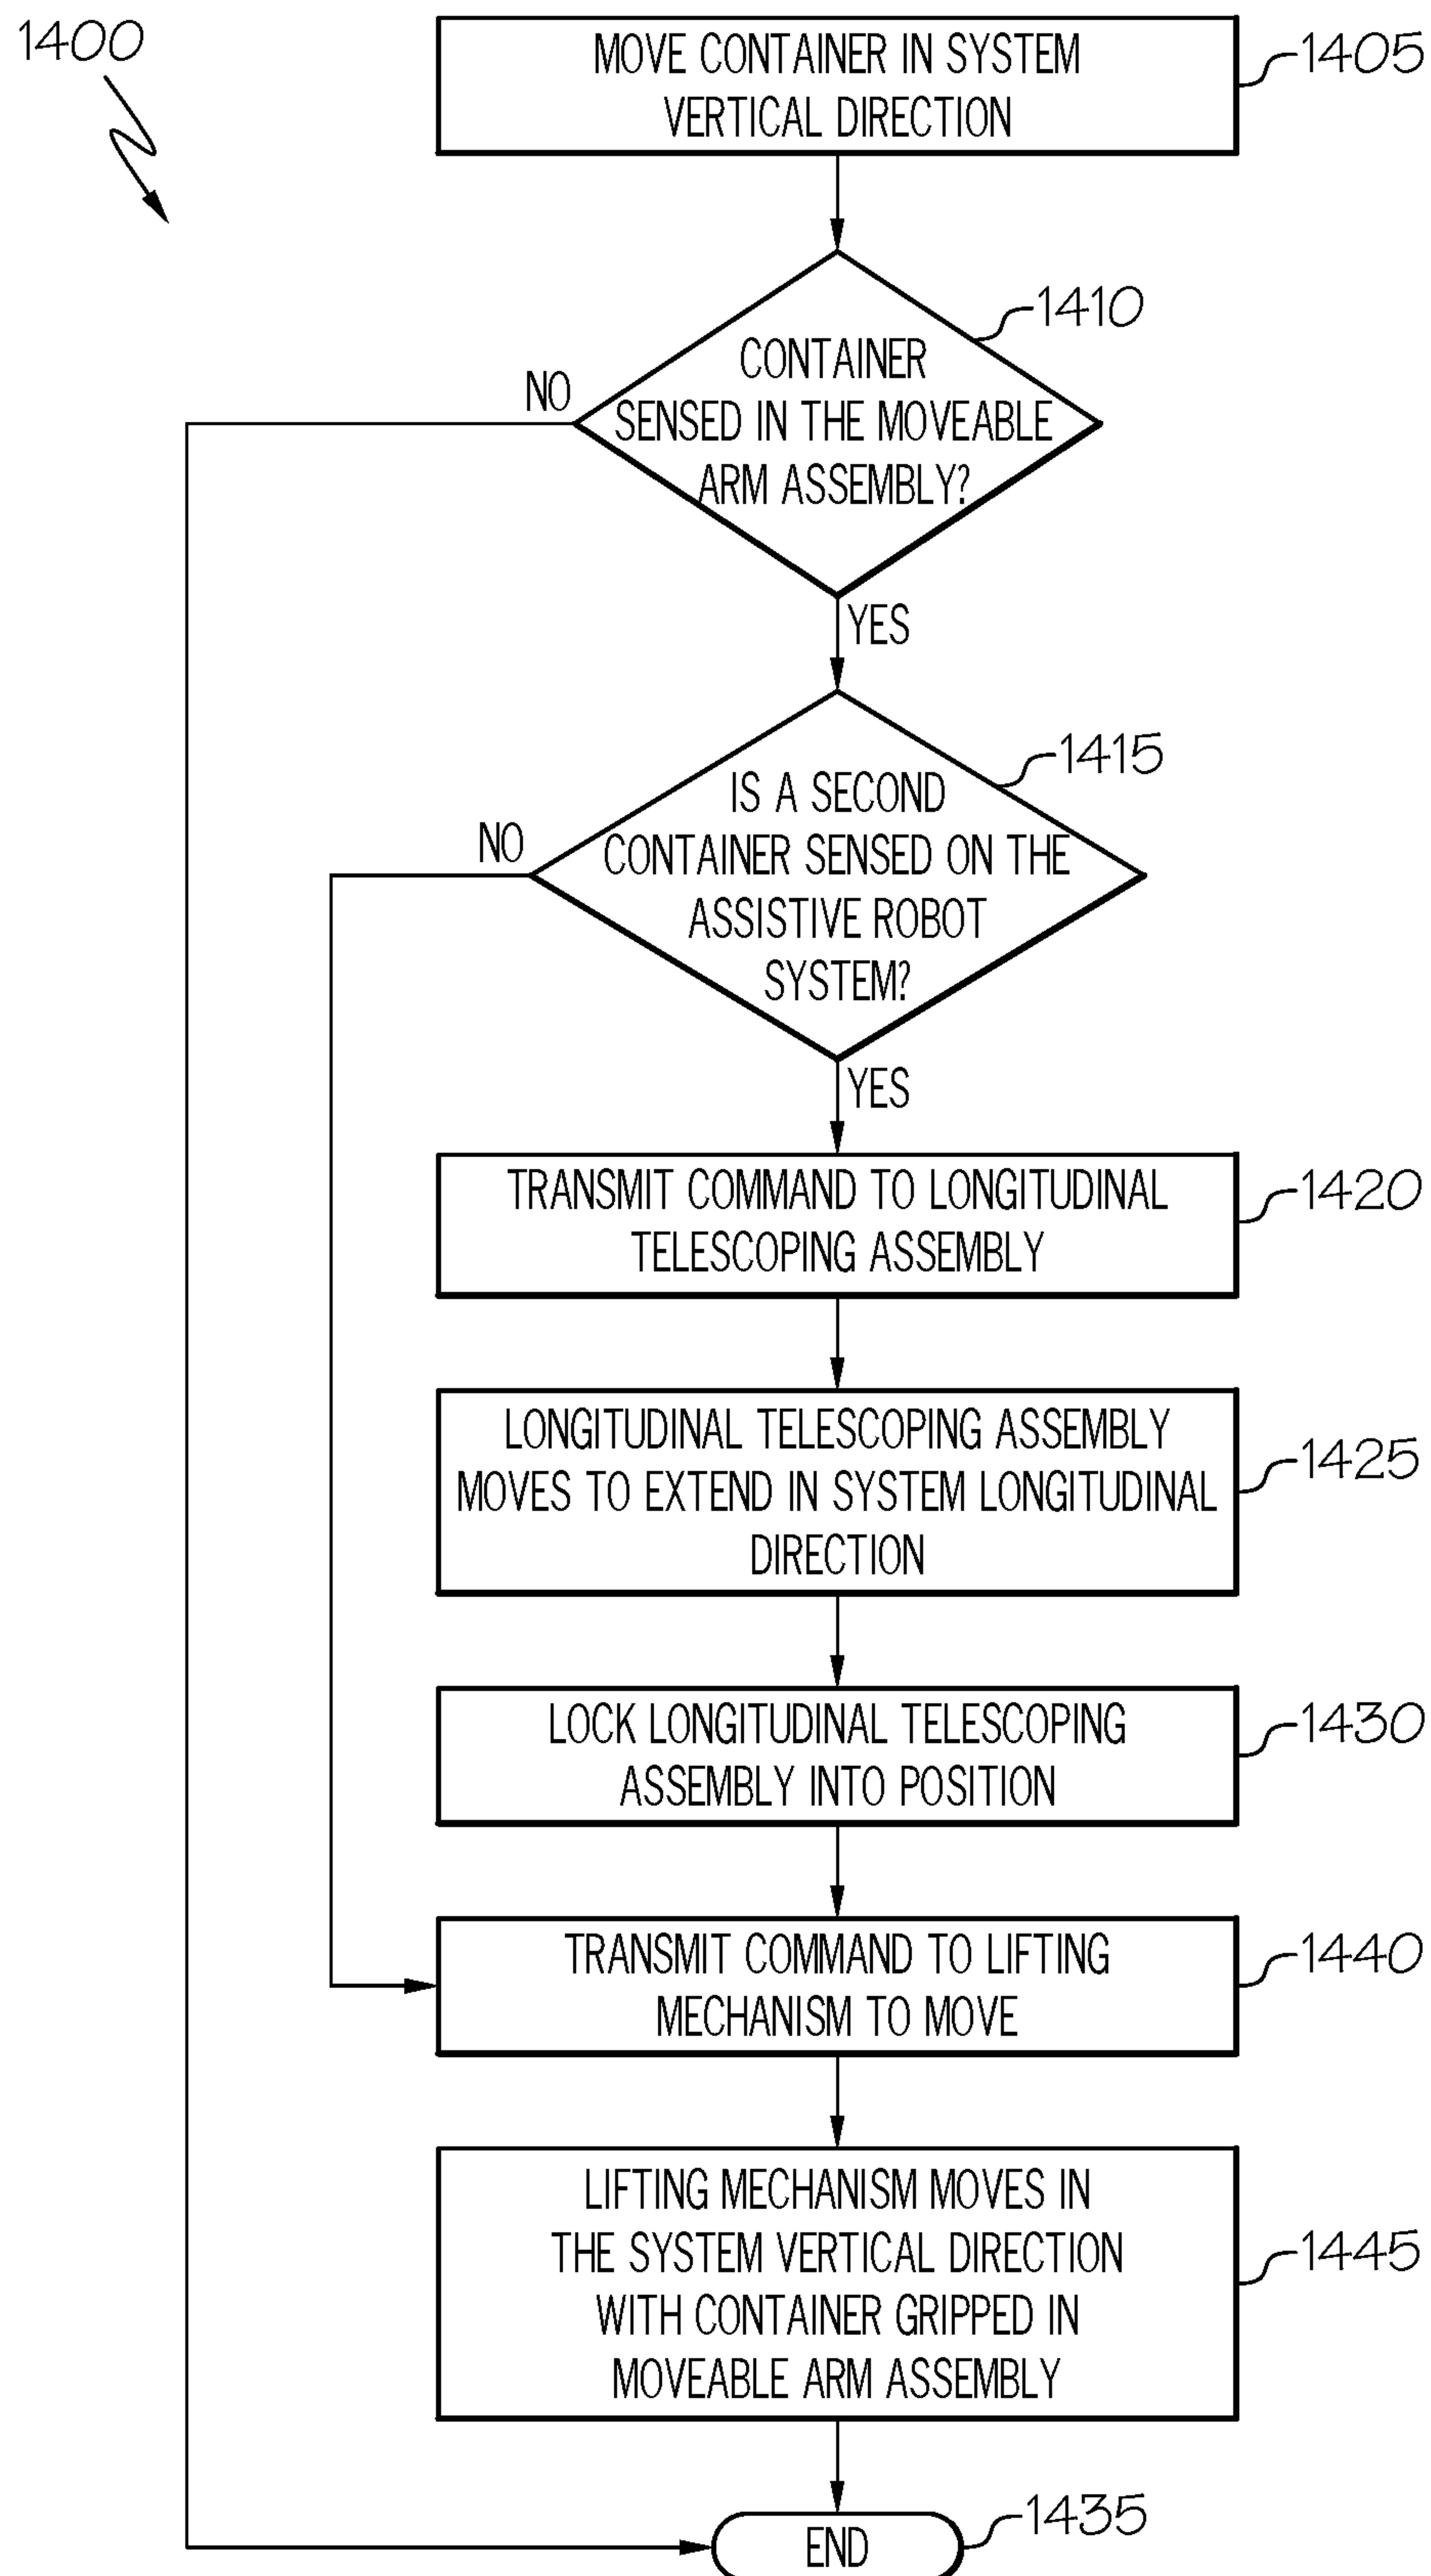 1400
MOVE CONTAINER IN SYSTEM
VERTICAL DIRECTION
1405
1410
CONTAINER
SENSED IN THE MOVEABLE
ARM ASSEMBLY?
NO
YES
1415
IS A SECOND
CONTAINER SENSED ON THE
ASSISTIVE ROBOT
SYSTEM?
NO
YES
TRANSMIT COMMAND TO LONGITUDINAL
TELESCOPING ASSEMBLY
1420
LONGITUDINAL TELESCOPING ASSEMBLY
MOVES TO EXTEND IN SYSTEM LONGITUDINAL
DIRECTION
1425
LOCK LONGITUDINAL TELESCOPING
ASSEMBLY INTO POSITION
1430
TRANSMIT COMMAND TO LIFTING
MECHANISM TO MOVE
1440
LIFTING MECHANISM MOVES IN
THE SYSTEM VERTICAL DIRECTION
WITH CONTAINER GRIPPED IN
MOVEABLE ARM ASSEMBLY
1445
END
1435